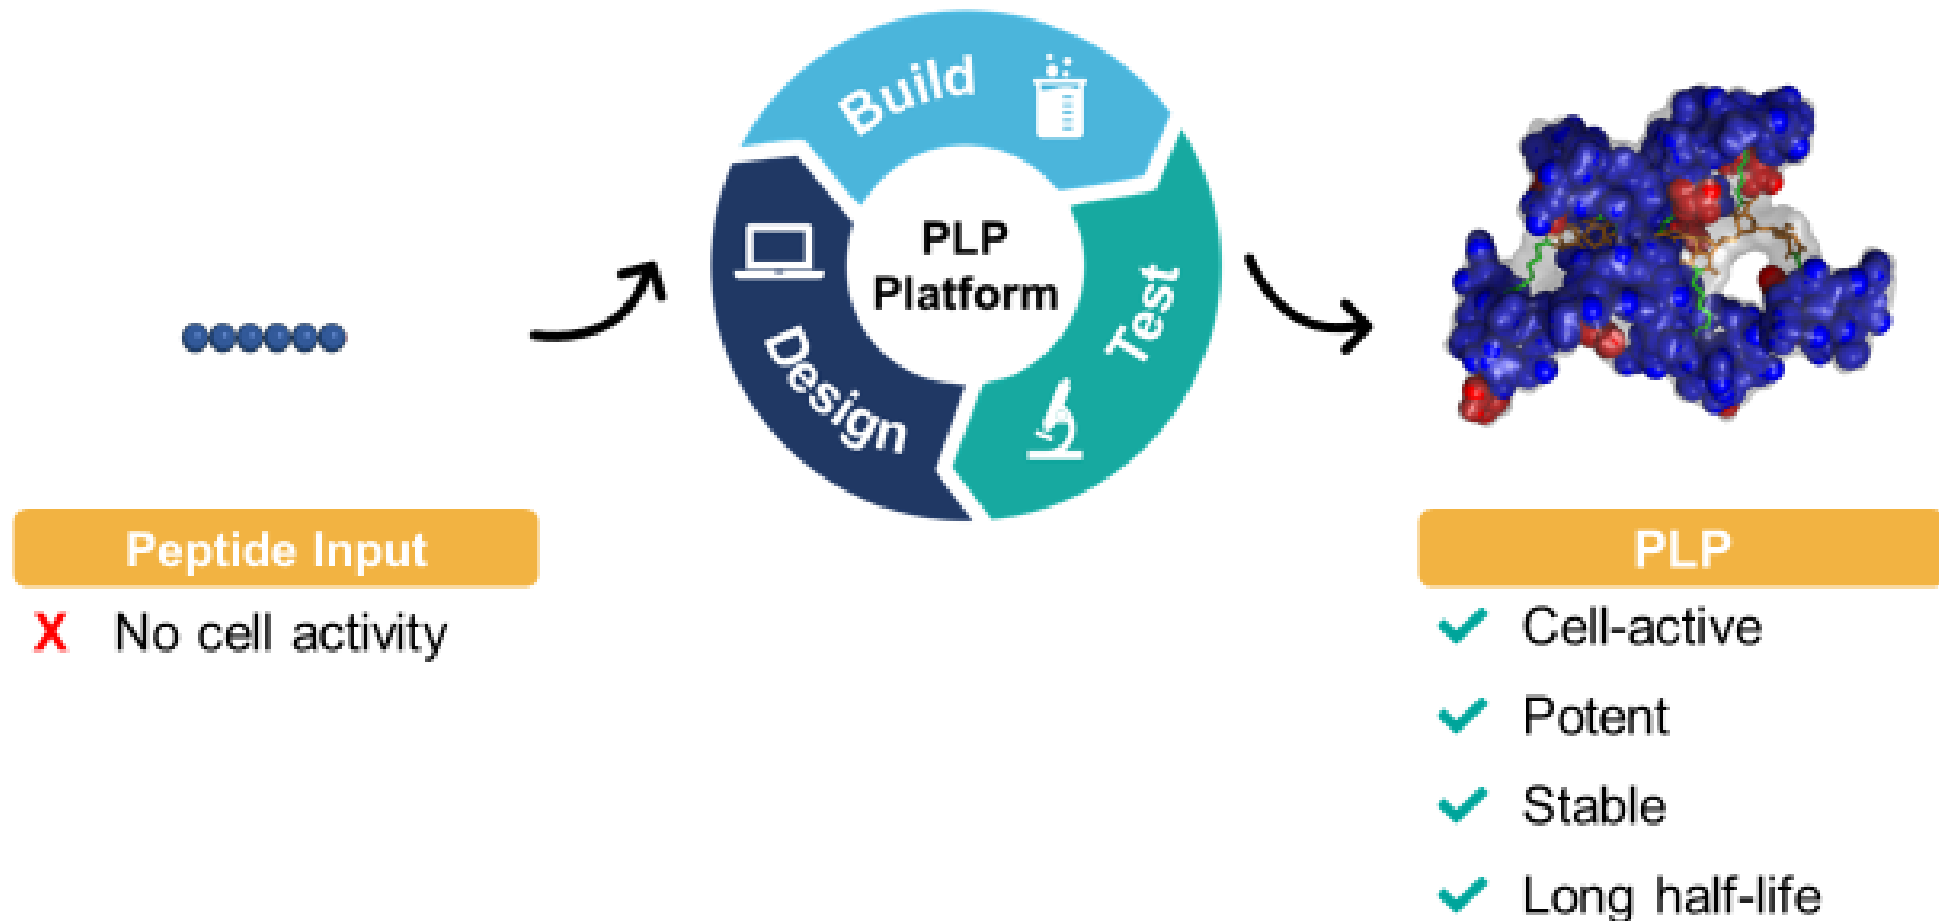 Build
PLP
Platform
Test
Design
Peptide Input
X No cell activity
PLP
Cell-active
Potent
Stable
Long half-life